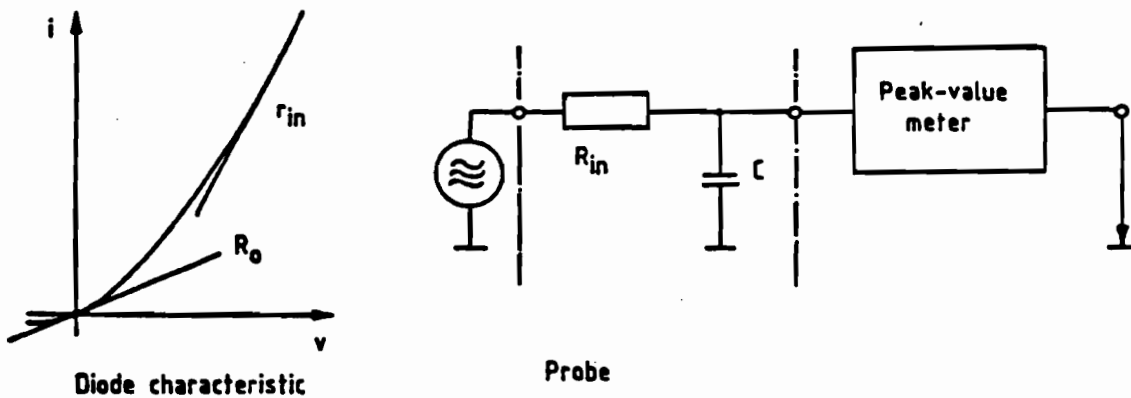 i
r_in
R_o
v
Diode characteristic
R_in
C
Peak-value
meter
Probe